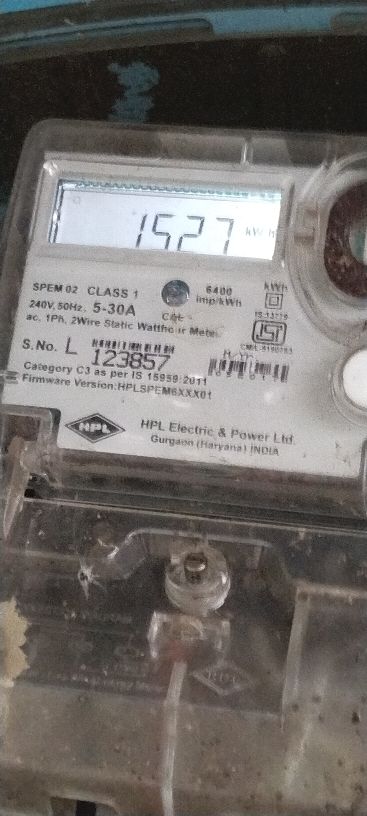 1527 kWh
SPEM 02 CLASS 1
6400
imp/kWh
kWh
240V, 50Hz, 5-30A
Cal
ac. 1Ph, 2Wire Static Watthour Meter
S. No. L 123857
Category C3 as per IS 15959:2011
Firmware Version:HPLSPEM6XXX01
HPL
HPL Electric & Power Ltd.
Gurgaon (Haryana) INDIA